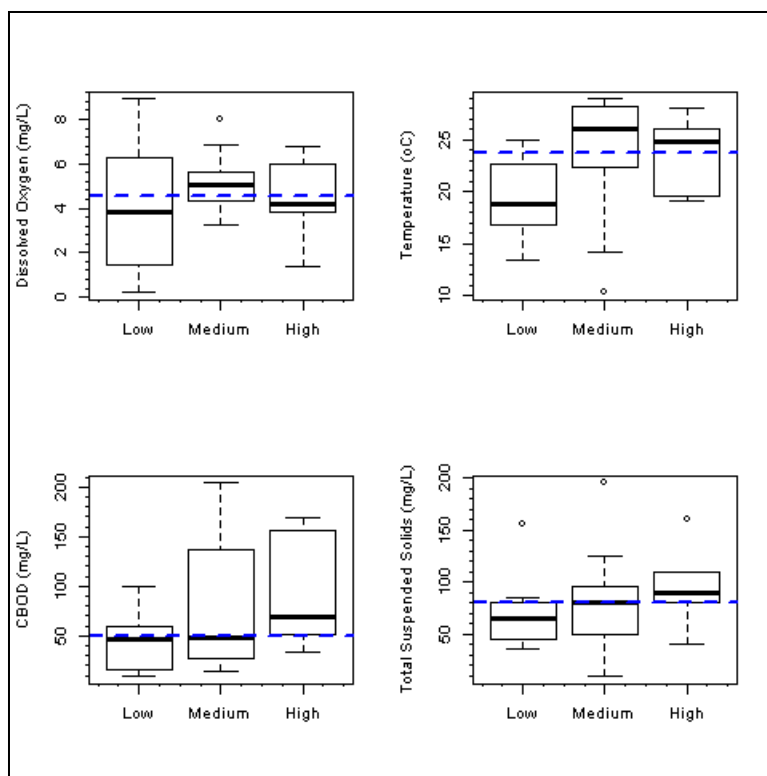 Dissolved Oxygen (mg/L)
8
6
4
2
0
Low Medium High
Temperature (oC)
25
20
15
10
Low Medium High
CBOD (mg/L)
200
150
100
50
Low Medium High
Total Suspended Solids (mg/L)
200
150
100
50
Low Medium High